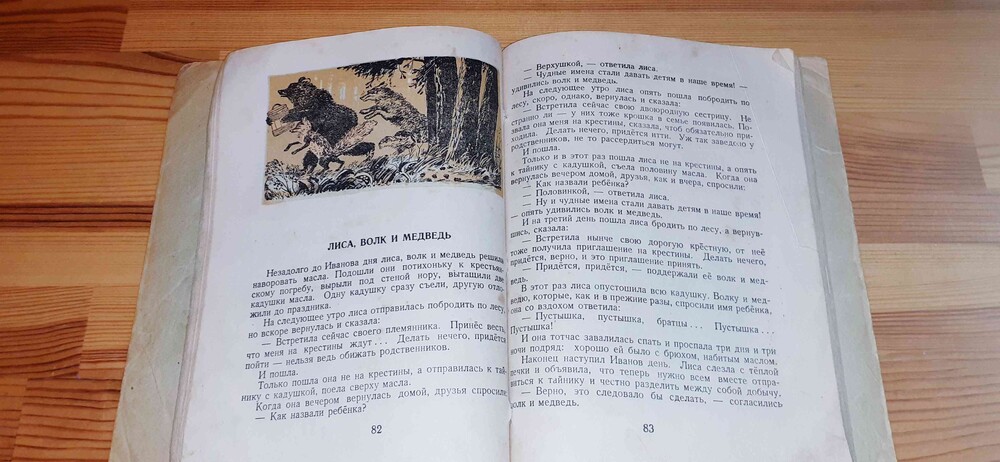 ЛИСА, ВОЛК И МЕДВЕДЬ
Незадолго до Иванова дня лиса, волк и медведь решили
наворовать масла. Подошли они потихоньку к крестьян-
скому погребу, вырыли под стеной нору, вытащили две
кадушки масла. Одну кадушку сразу съели, другую отло-
жили до праздника.
На следующее утро лиса отправилась побродить по лесу,
но вскоре вернулась и сказала:
— Встретила сейчас своего племянника. Принёс весть,
что меня на крестины ждут... Делать нечего, придётся
пойти — нельзя ведь обижать родственников.
И пошла.
Только пошла она не на крестины, а отправилась к тай-
нику с кадушкой, поела сверху масла.
Когда она вечером вернулась домой, друзья спросили:
— Как назвали ребёнка?
82
— Верхушкой, — ответила лиса.
— Чудные имена стали давать детям в наше время! —
удивились волк и медведь.
На следующее утро лиса опять пошла побродить по
лесу, скоро, однако, вернулась и сказала:
— Встретила сейчас свою двоюродную сестрицу. Не
странно ли — у них тоже крошка в семье появилась. По-
звала она меня на крестины, сказала, чтоб обязательно при-
ходила. Делать нечего, придётся итти. Уж так заведено у
родственников, не то рассердиться могут.
И пошла.
Только и в этот раз пошла лиса не на крестины, а опять
к тайнику с кадушкой, съела половину масла. Когда она
вернулась вечером домой, друзья, как и вчера, спросили:
— Как назвали ребёнка?
— Половинкой, — ответила лиса.
— Ну и чудные имена стали давать детям в наше время!
— опять удивились волк и медведь.
И на третий день пошла лиса бродить по лесу, а вернув-
шись, сказала:
— Встретила нынче свою дорогую крёстную, от неё
тоже получила приглашение на крестины. Делать нечего,
придётся, верно, и это приглашение принять.
— Придётся, придётся, — поддержали её волк и мед-
ведь.
В этот раз лиса опустошила всю кадушку. Волку и мед-
ведю, которые, как и в прежние разы, спросили имя ребёнка,
она со вздохом ответила:
— Пустышка, пустышка, братцы... Пустышка...
Пустышка!
И она тотчас завалилась спать и проспала три дня и три
ночи подряд: хорошо ей было с брюхом, набитым маслом.
Наконец наступил Иванов день. Лиса слезла с тёплой
печки и объявила, что теперь нужно всем вместе отпра-
виться к тайнику и честно разделить между собой добычу.
— Верно, это следовало бы сделать, — согласились
волк и медведь.
83